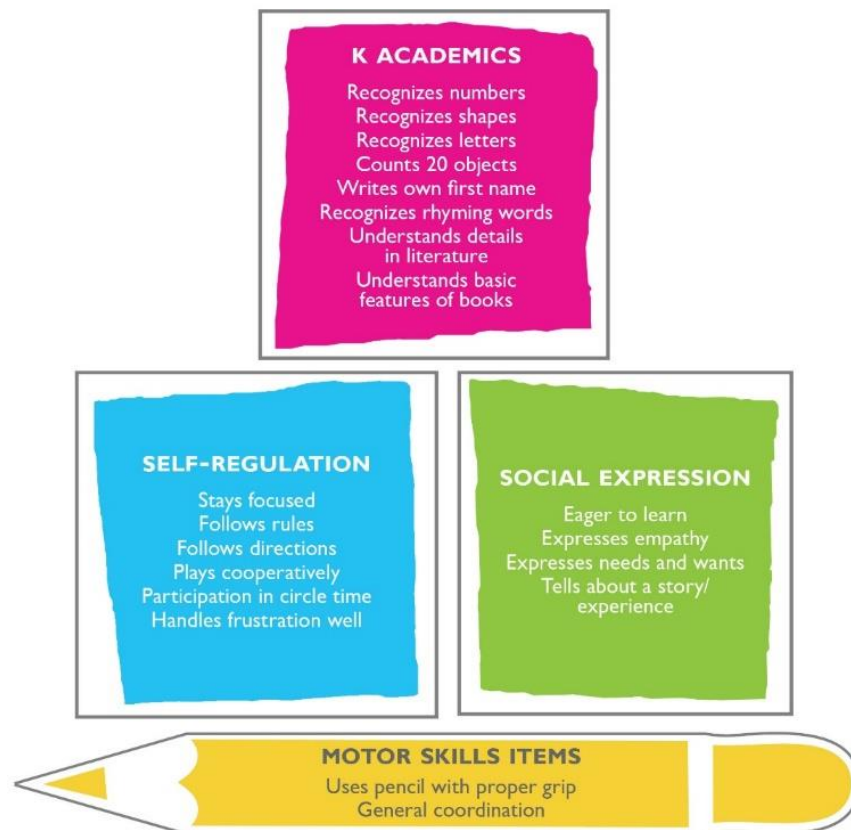 K ACADEMICS
Recognizes numbers
Recognizes shapes
Recognizes letters
Counts 20 objects
Writes own first name
Recognizes rhyming words
Understands details
in literature
Understands basic
features of books
SELF-REGULATION
Stays focused
Follows rules
Follows directions
Plays cooperatively
Participation in circle time
Handles frustration well
SOCIAL EXPRESSION
Eager to learn
Expresses empathy
Expresses needs and wants
Tells about a story/
experience
MOTOR SKILLS ITEMS
Uses pencil with proper grip
General coordination